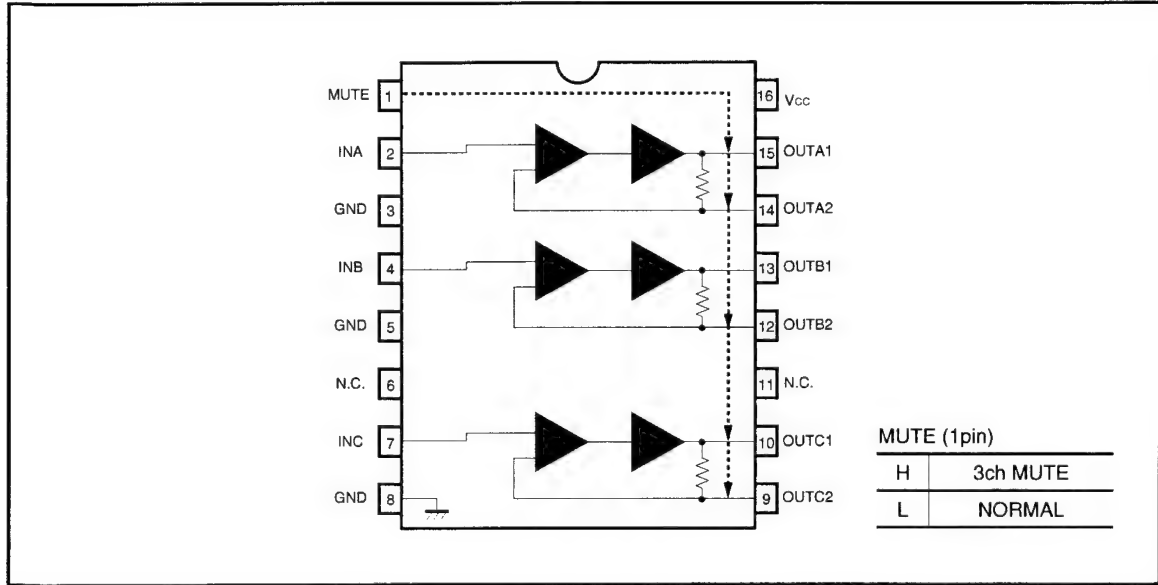 MUTE 1
16 Vcc
INA 2
15 OUTA1
GND 3
14 OUTA2
INB 4
13 OUTB1
GND 5
12 OUTB2
N.C. 6
11 N.C.
INC 7
10 OUTC1
GND 8
9 OUTC2
MUTE (1pin)
H 3ch MUTE
L NORMAL